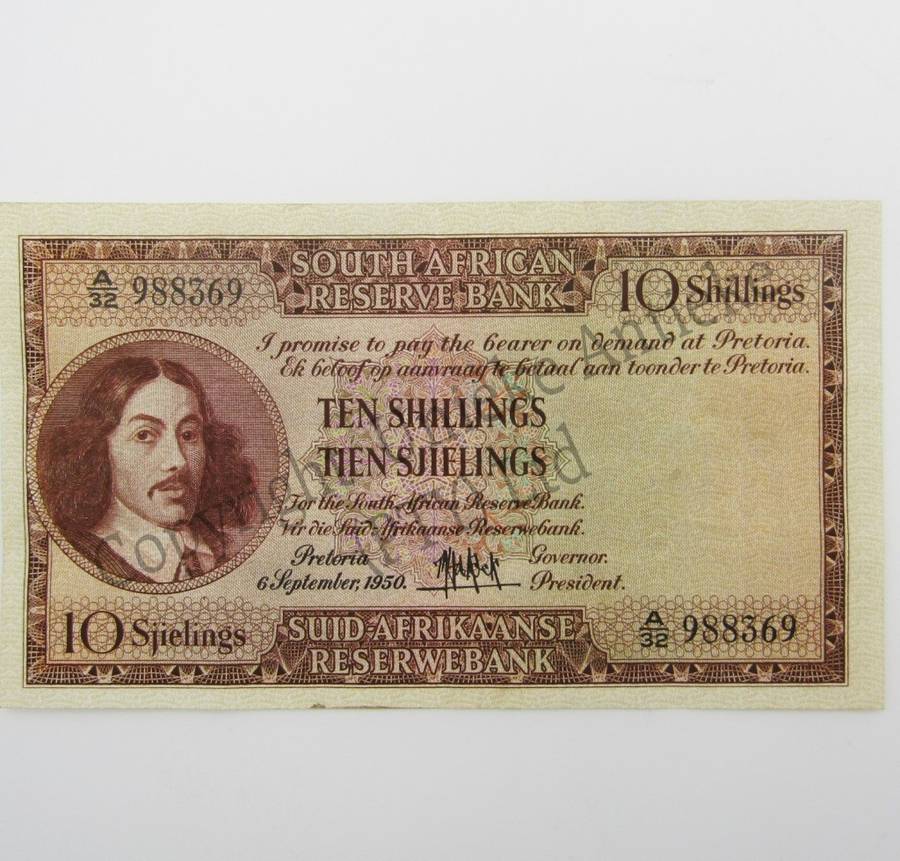 A/32 988369
SOUTH AFRICAN
RESERVE BANK
10 Shillings
I promise to pay the bearer on demand at Pretoria.
Ek beloof op aanvraag te betaal aan toonder te Pretoria.
TEN SHILLINGS
TIEN SJIELINGS
For the South African Reserve Bank.
Vir die Suid-Afrikaanse Reserwebank.
Pretoria
6 September, 1950.
Governor.
President.
10 Sjielings
SUID-AFRIKAANSE
RESERWEBANK
A/32 988369
Copyright
Ltd